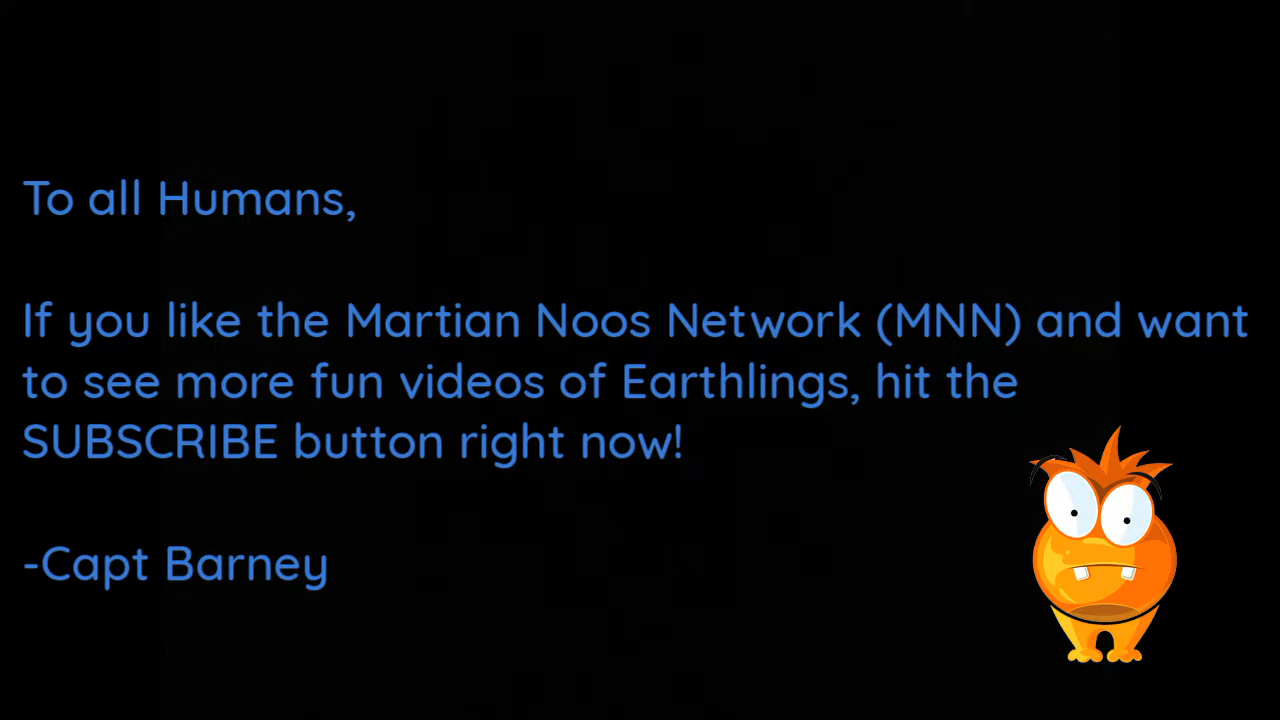 To all Humans,
If you like the Martian Noos Network (MNN) and want
to see more fun videos of Earthlings, hit the
SUBSCRIBE button right now!
-Capt Barney